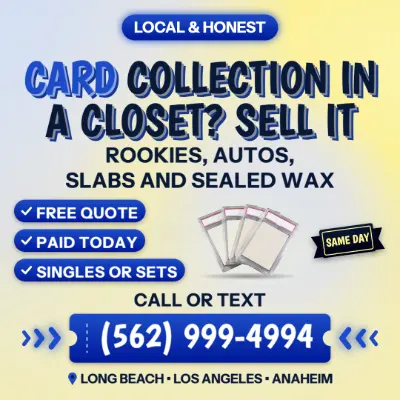 LOCAL & HONEST
CARD COLLECTION IN
A CLOSET? SELL IT
ROOKIES, AUTOS,
SLABS AND SEALED WAX
FREE QUOTE
PAID TODAY
SINGLES OR SETS
SAME DAY
CALL OR TEXT
(562) 999-4994
LONG BEACH • LOS ANGELES • ANAHEIM